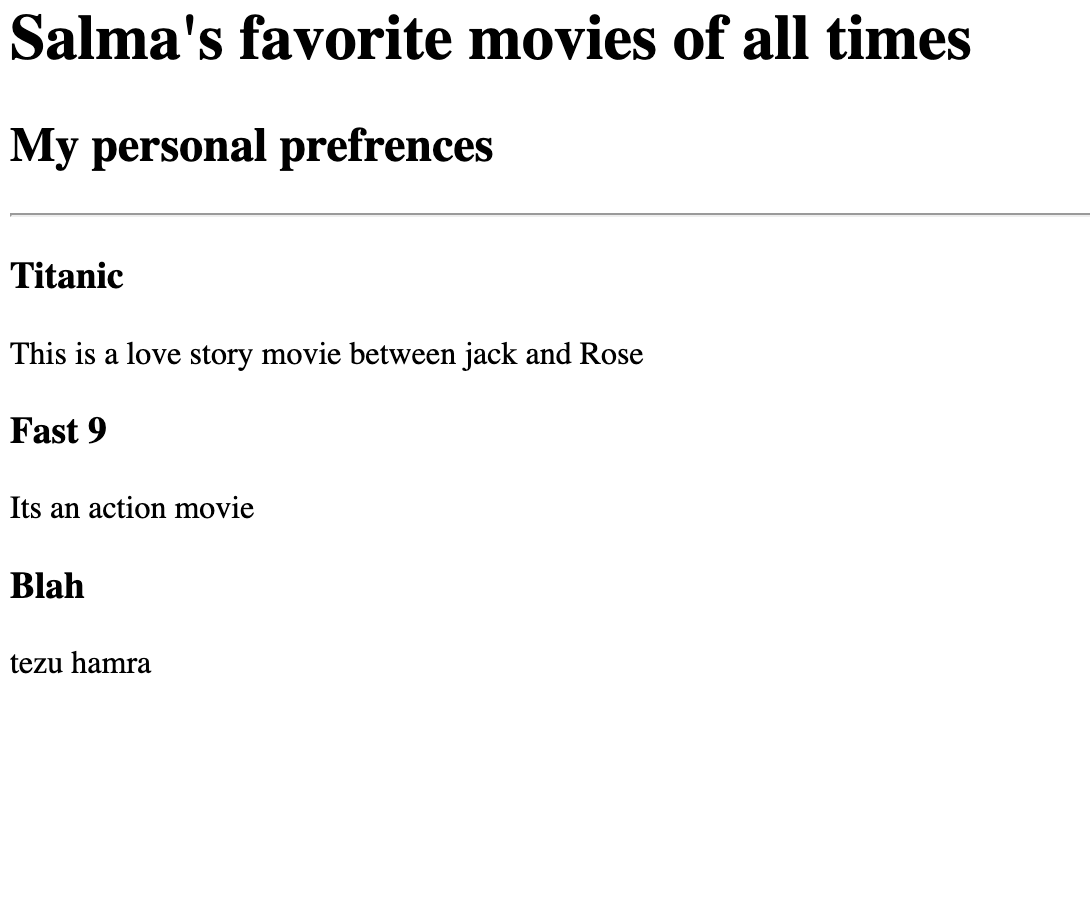 Salma's favorite movies of all times
My personal prefrences
Titanic
This is a love story movie between jack and Rose
Fast 9
Its an action movie
Blah
tezu hamra